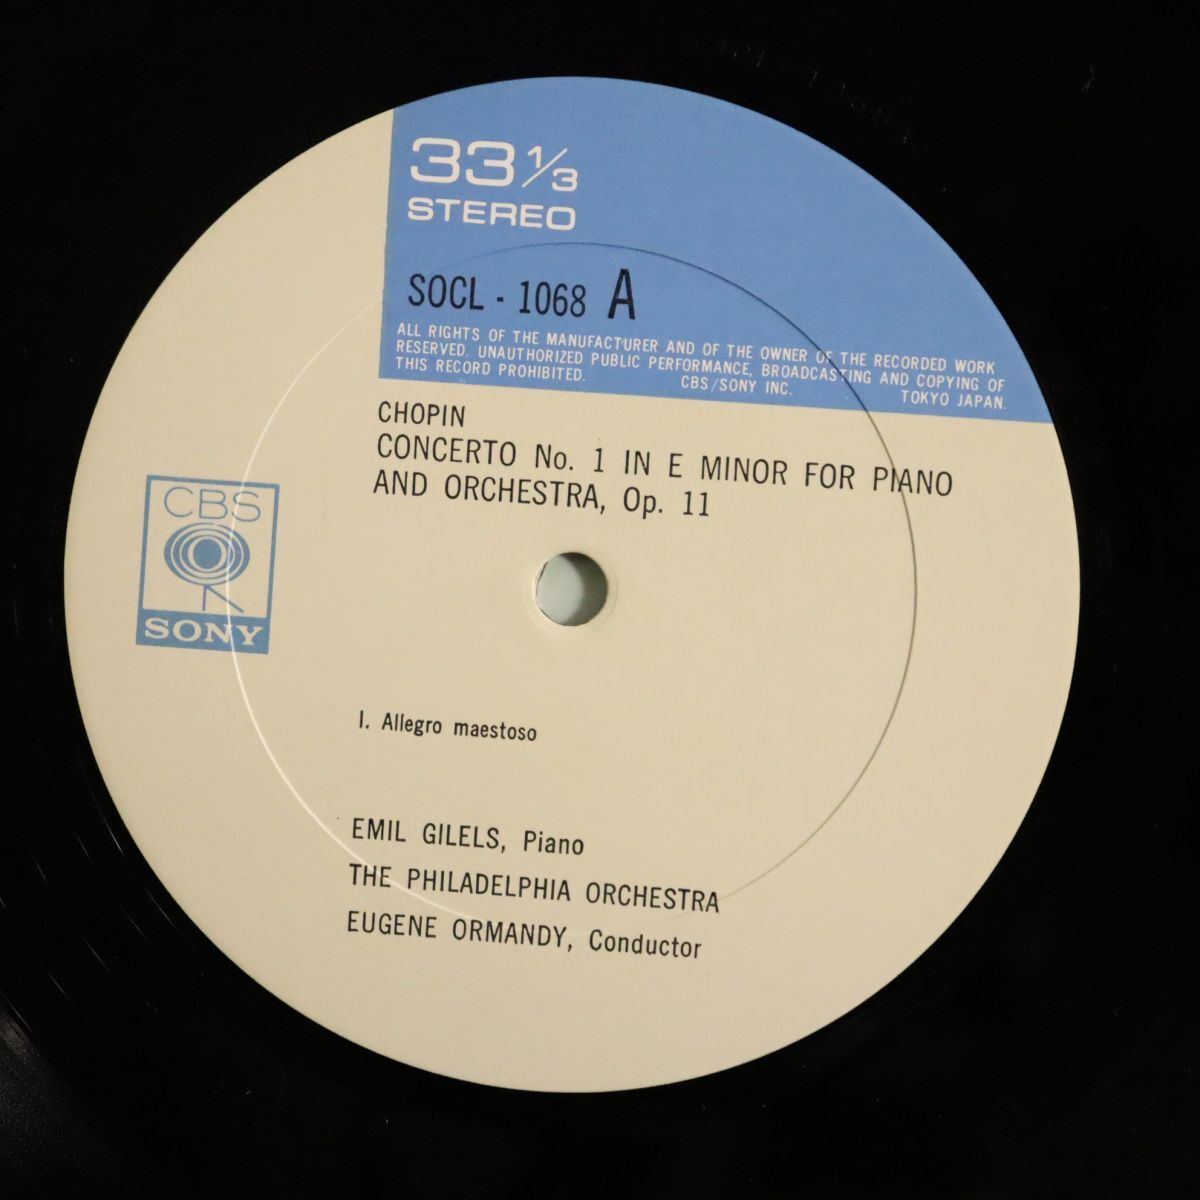 33 1/3
STEREO
SOCL - 1068 A
ALL RIGHTS OF THE MANUFACTURER AND OF THE OWNER OF THE RECORDED WORK
RESERVED. UNAUTHORIZED PUBLIC PERFORMANCE, BROADCASTING AND COPYING OF
THIS RECORD PROHIBITED. CBS/SONY INC. TOKYO JAPAN.
CHOPIN
CONCERTO No. 1 IN E MINOR FOR PIANO
AND ORCHESTRA, Op. 11
CBS
SONY
I. Allegro maestoso
EMIL GILELS, Piano
THE PHILADELPHIA ORCHESTRA
EUGENE ORMANDY, Conductor